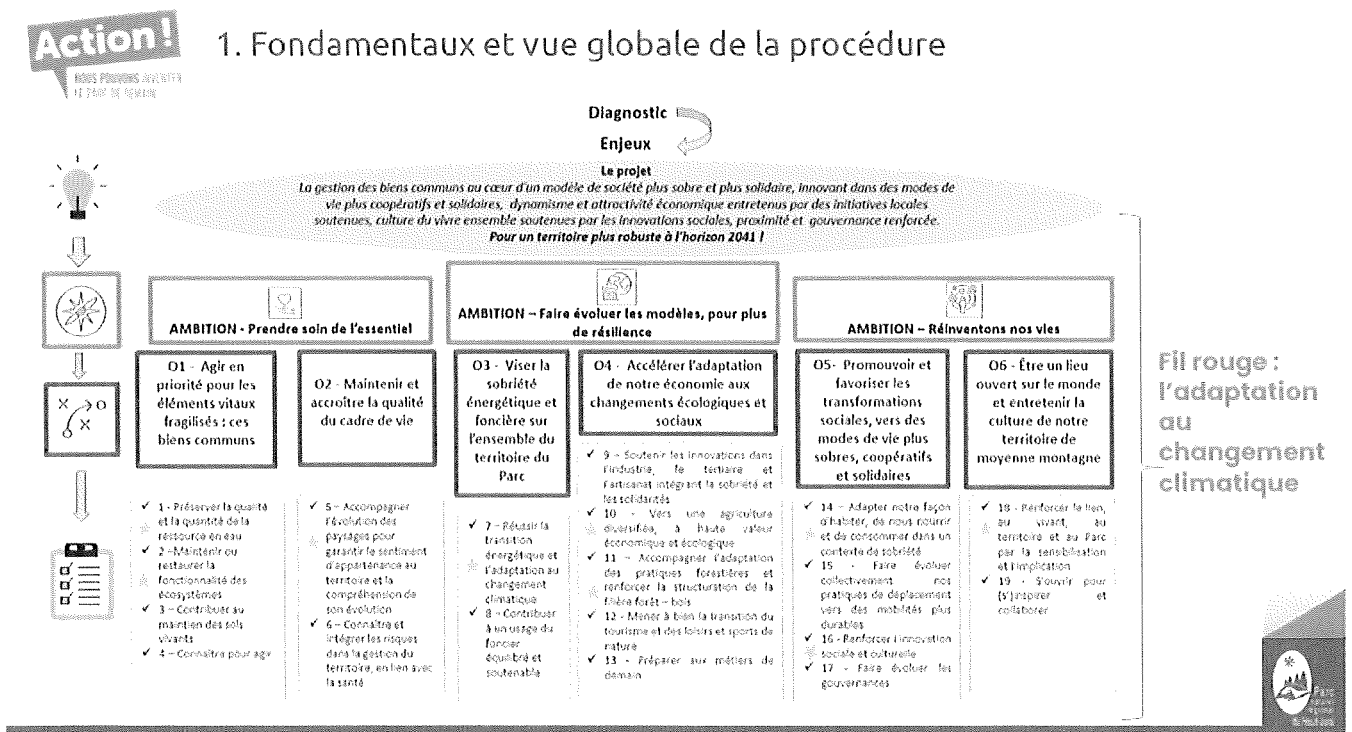 Action !
NOUS POUVONS INVENTER
LE PARC DE DEMAIN
1. Fondamentaux et vue globale de la procédure
Diagnostic
Enjeux
Le projet
La gestion des biens communs au cœur d'un modèle de société plus sobre et plus solidaire, innovant dans des modes de
vie plus coopératifs et solidaires, dynamisme et attractivité économique entretenus par des initiatives locales
soutenues, culture du vivre ensemble soutenues par les innovations sociales, proximité et gouvernance renforcée.
Pour un territoire plus robuste à l'horizon 2041 !
AMBITION - Prendre soin de l'essentiel
AMBITION – Faire évoluer les modèles, pour plus
de résilience
AMBITION – Réinventons nos vies
O1 - Agir en
priorité pour les
éléments vitaux
fragilisés : ces
biens communs
O2 - Maintenir et
accroître la qualité
du cadre de vie
O3 - Viser la
sobriété
énergétique et
foncière sur
l'ensemble du
territoire du
Parc
O4 - Accélérer l'adaptation
de notre économie aux
changements écologiques et
sociaux
O5- Promouvoir et
favoriser les
transformations
sociales, vers des
modes de vie plus
sobres, coopératifs
et solidaires
O6 - Être un lieu
ouvert sur le monde
et entretenir la
culture de notre
territoire de
moyenne montagne
✓ 1 - Préserver la qualité
et la quantité de la
ressource en eau
✓ 2 –Maintenir ou
restaurer la
fonctionnalité des
écosystèmes
✓ 3 – Contribuer au
maintien des sols
vivants
✓ 4 – Connaître pour agir
✓ 5 – Accompagner
l'évolution des
paysages pour
garantir le sentiment
d'appartenance au
territoire et la
compréhension de
son évolution
✓ 6 – Connaître et
intégrer les risques
dans la gestion du
territoire, en lien avec
la santé
✓ 7 – Réussir la
transition
énergétique et
l'adaptation au
changement
climatique
✓ 8 – Contribuer
à un usage du
foncier
équilibré et
soutenable
✓ 9 – Soutenir les innovations dans
l'industrie, le tertiaire et
l'artisanat intégrant la sobriété et
les solidarités
✓ 10 - Vers une agriculture
diversifiée, à haute valeur
économique et écologique
✓ 11 – Accompagner l'adaptation
des pratiques forestières et
renforcer la structuration de la
filière forêt – bois
✓ 12 - Mener à bien la transition du
tourisme et des loisirs et sports de
nature
✓ 13 - Préparer aux métiers de
demain
✓ 14 – Adapter notre façon
d'habiter, de nous nourrir
et de consommer dans un
contexte de sobriété
✓ 15 - Faire évoluer
collectivement nos
pratiques de déplacement
vers des mobilités plus
durables
✓ 16 - Renforcer l'innovation
sociale et culturelle
✓ 17 - Faire évoluer les
gouvernances
✓ 18 - Renforcer le lien,
au vivant, au
territoire et au Parc
par la sensibilisation
et l'implication
✓ 19 – S'ouvrir pour
(s')inspirer et
collaborer
Fil rouge :
l'adaptation
au
changement
climatique
Parc